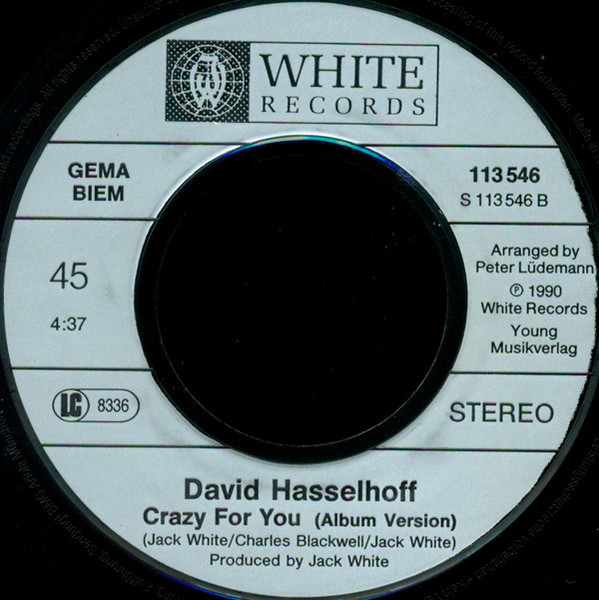 WHITE
RECORDS
GEMA
BIEM
113 546
S 113 546 B
45
4:37
Arranged by
Peter Lüdemann
℗ 1990
White Records
Young
Musikverlag
LC 8336
STEREO
David Hasselhoff
Crazy For You (Album Version)
(Jack White/Charles Blackwell/Jack White)
Produced by Jack White